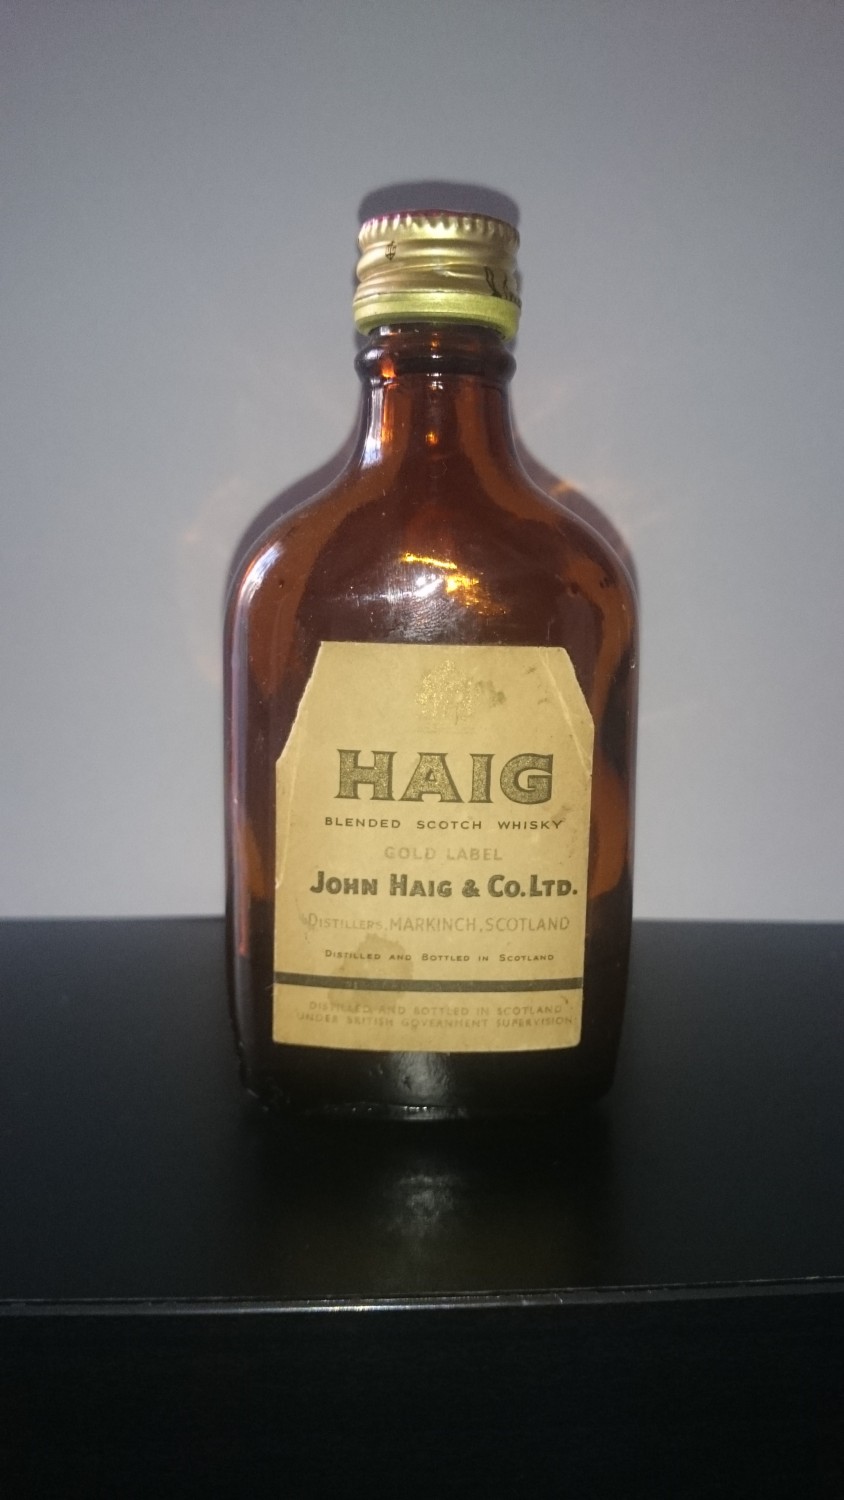 HAIG
BLENDED SCOTCH WHISKY
GOLD LABEL
JOHN HAIG & CO. LTD.
DISTILLERS, MARKINCH, SCOTLAND
DISTILLED AND BOTTLED IN SCOTLAND
DISTILLED AND BOTTLED IN SCOTLAND
UNDER BRITISH GOVERNMENT SUPERVISION